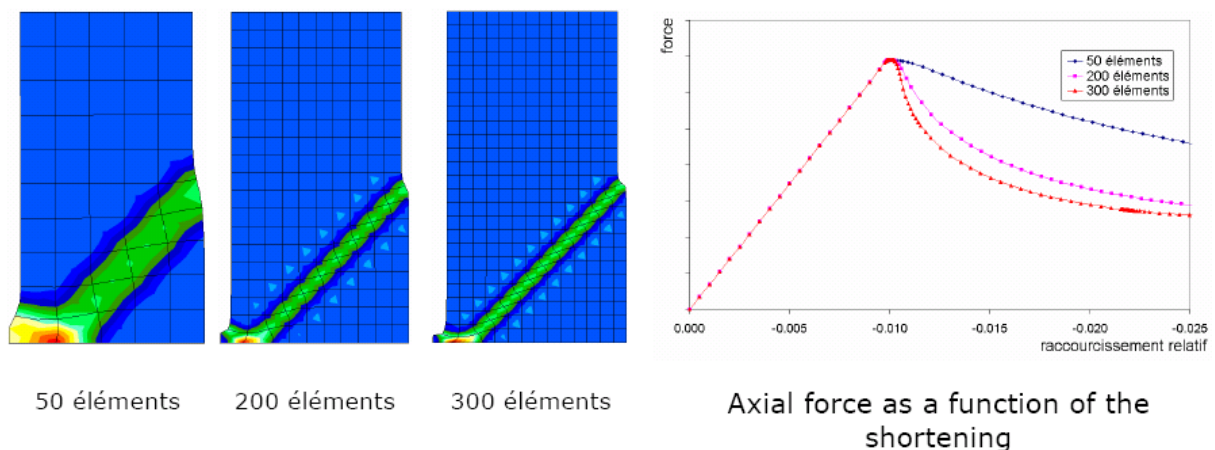 force
50 éléments
200 éléments
300 éléments
0.000
-0.005
-0.010
-0.015
-0.020
-0.025
raccourcissement relatif
50 éléments
200 éléments
300 éléments
Axial force as a function of the
shortening